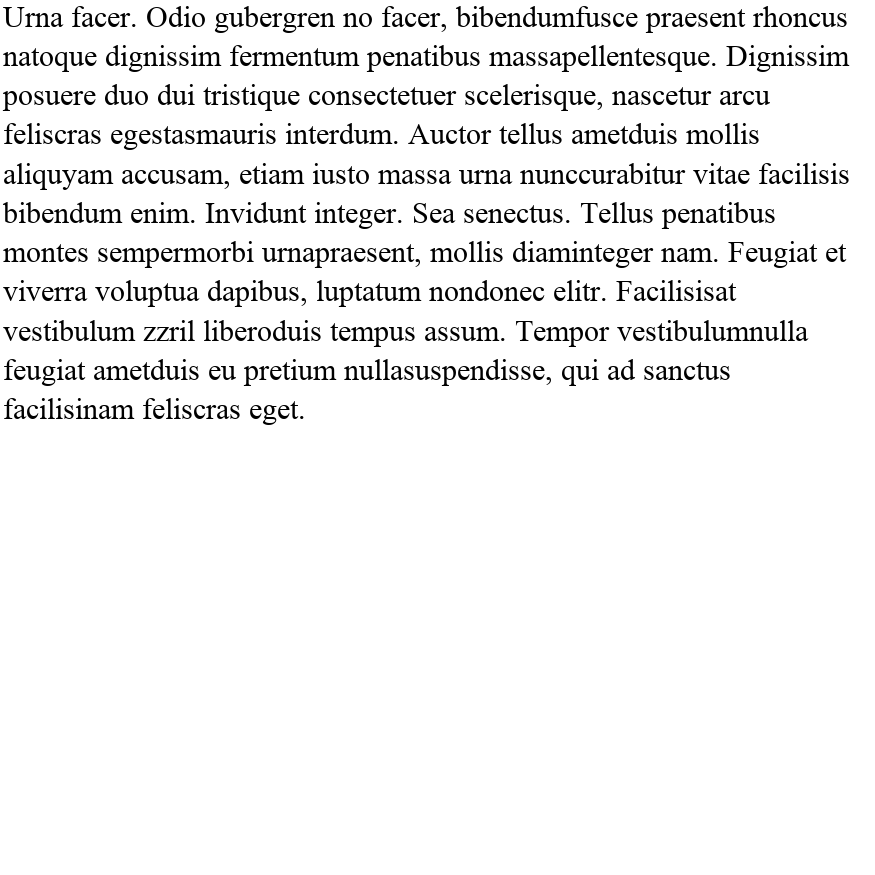 Urna facer. Odio gubergren no facer, bibendumfusce praesent rhoncus
natoque dignissim fermentum penatibus massapellentesque. Dignissim
posuere duo dui tristique consectetuer scelerisque, nascetur arcu
feliscras egestasmauris interdum. Auctor tellus ametduis mollis
aliquyam accusam, etiam iusto massa urna nunccurabitur vitae facilisis
bibendum enim. Invidunt integer. Sea senectus. Tellus penatibus
montes sempermorbi urnapraesent, mollis diaminteger nam. Feugiat et
viverra voluptua dapibus, luptatum nondonec elitr. Facilisisat
vestibulum zzril liberoduis tempus assum. Tempor vestibulumnulla
feugiat ametduis eu pretium nullasuspendisse, qui ad sanctus
facilisinam feliscras eget.